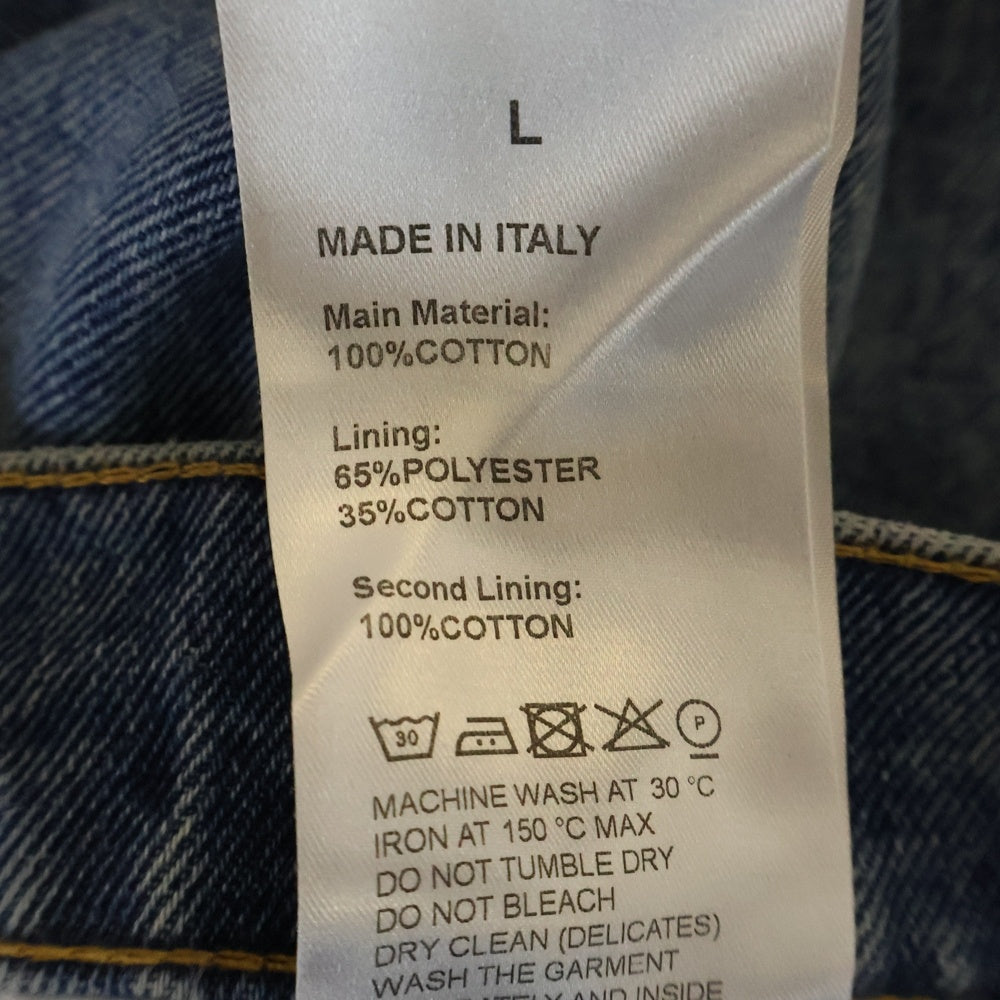 L
MADE IN ITALY
Main Material:
100%COTTON
Lining:
65%POLYESTER
35%COTTON
Second Lining:
100%COTTON
30 P
MACHINE WASH AT 30 °C
IRON AT 150 °C MAX
DO NOT TUMBLE DRY
DO NOT BLEACH
DRY CLEAN (DELICATES)
WASH THE GARMENT
AND INSIDE